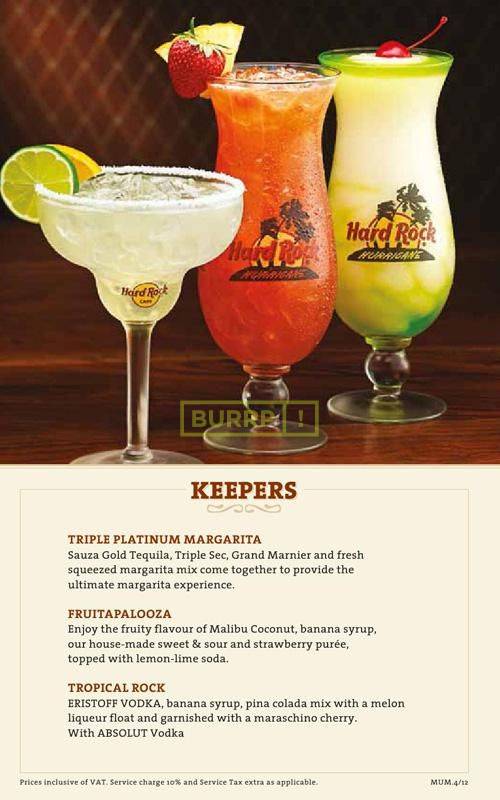 Hard Rock
CAFE
Hard Rock
HURRICANE
Hard Rock
HURRICANE
BURRP!
KEEPERS
TRIPLE PLATINUM MARGARITA
Sauza Gold Tequila, Triple Sec, Grand Marnier and fresh
squeezed margarita mix come together to provide the
ultimate margarita experience.
FRUITAPALOOZA
Enjoy the fruity flavour of Malibu Coconut, banana syrup,
our house-made sweet & sour and strawberry purée,
topped with lemon-lime soda.
TROPICAL ROCK
ERISTOFF VODKA, banana syrup, pina colada mix with a melon
liqueur float and garnished with a maraschino cherry.
With ABSOLUT Vodka
Prices inclusive of VAT. Service charge 10% and Service Tax extra as applicable.
MUM.4/12